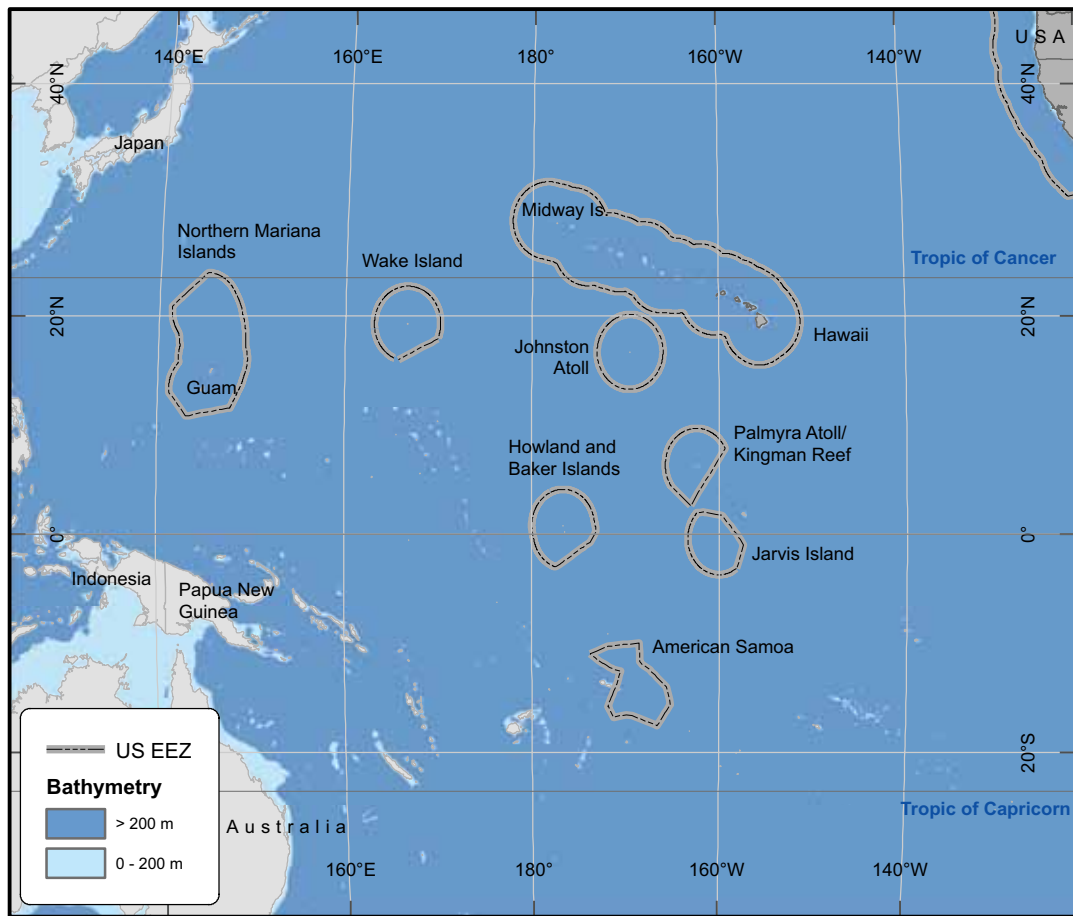 U S A
140°E
160°E
180°
160°W
140°W
40°N
40°N
Japan
Midway Is.
Northern Mariana
Islands
Wake Island
Tropic of Cancer
20°N
20°N
Hawaii
Johnston
Atoll
Guam
Palmyra Atoll/
Kingman Reef
Howland and
Baker Islands
0°
0°
Jarvis Island
Indonesia
Papua New
Guinea
American Samoa
20°S
US EEZ
Bathymetry
> 200 m
0 - 200 m
Tropic of Capricorn
Australia
160°E
180°
160°W
140°W